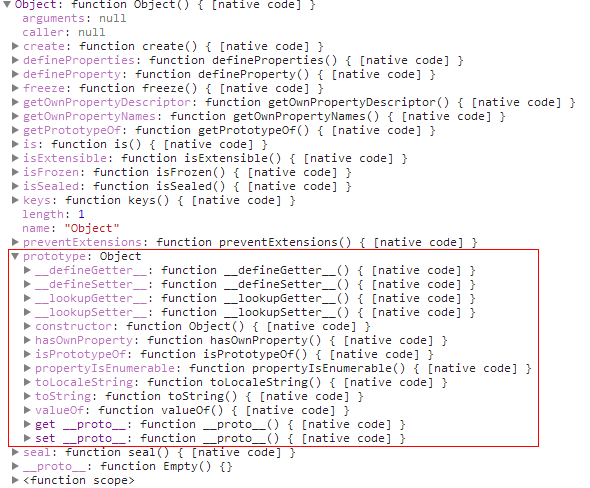 Object: function Object() { [native code] }
arguments: null
caller: null
create: function create() { [native code] }
defineProperties: function defineProperties() { [native code] }
defineProperty: function defineProperty() { [native code] }
freeze: function freeze() { [native code] }
getOwnPropertyDescriptor: function getOwnPropertyDescriptor() { [native code] }
getOwnPropertyNames: function getOwnPropertyNames() { [native code] }
getPrototypeOf: function getPrototypeOf() { [native code] }
is: function is() { [native code] }
isExtensible: function isExtensible() { [native code] }
isFrozen: function isFrozen() { [native code] }
isSealed: function isSealed() { [native code] }
keys: function keys() { [native code] }
length: 1
name: "Object"
preventExtensions: function preventExtensions() { [native code] }
prototype: Object
__defineGetter__: function __defineGetter__() { [native code] }
__defineSetter__: function __defineSetter__() { [native code] }
__lookupGetter__: function __lookupGetter__() { [native code] }
__lookupSetter__: function __lookupSetter__() { [native code] }
constructor: function Object() { [native code] }
hasOwnProperty: function hasOwnProperty() { [native code] }
isPrototypeOf: function isPrototypeOf() { [native code] }
propertyIsEnumerable: function propertyIsEnumerable() { [native code] }
toLocaleString: function toLocaleString() { [native code] }
toString: function toString() { [native code] }
valueOf: function valueOf() { [native code] }
get __proto__: function __proto__() { [native code] }
set __proto__: function __proto__() { [native code] }
seal: function seal() { [native code] }
__proto__: function Empty() {}
<function scope>